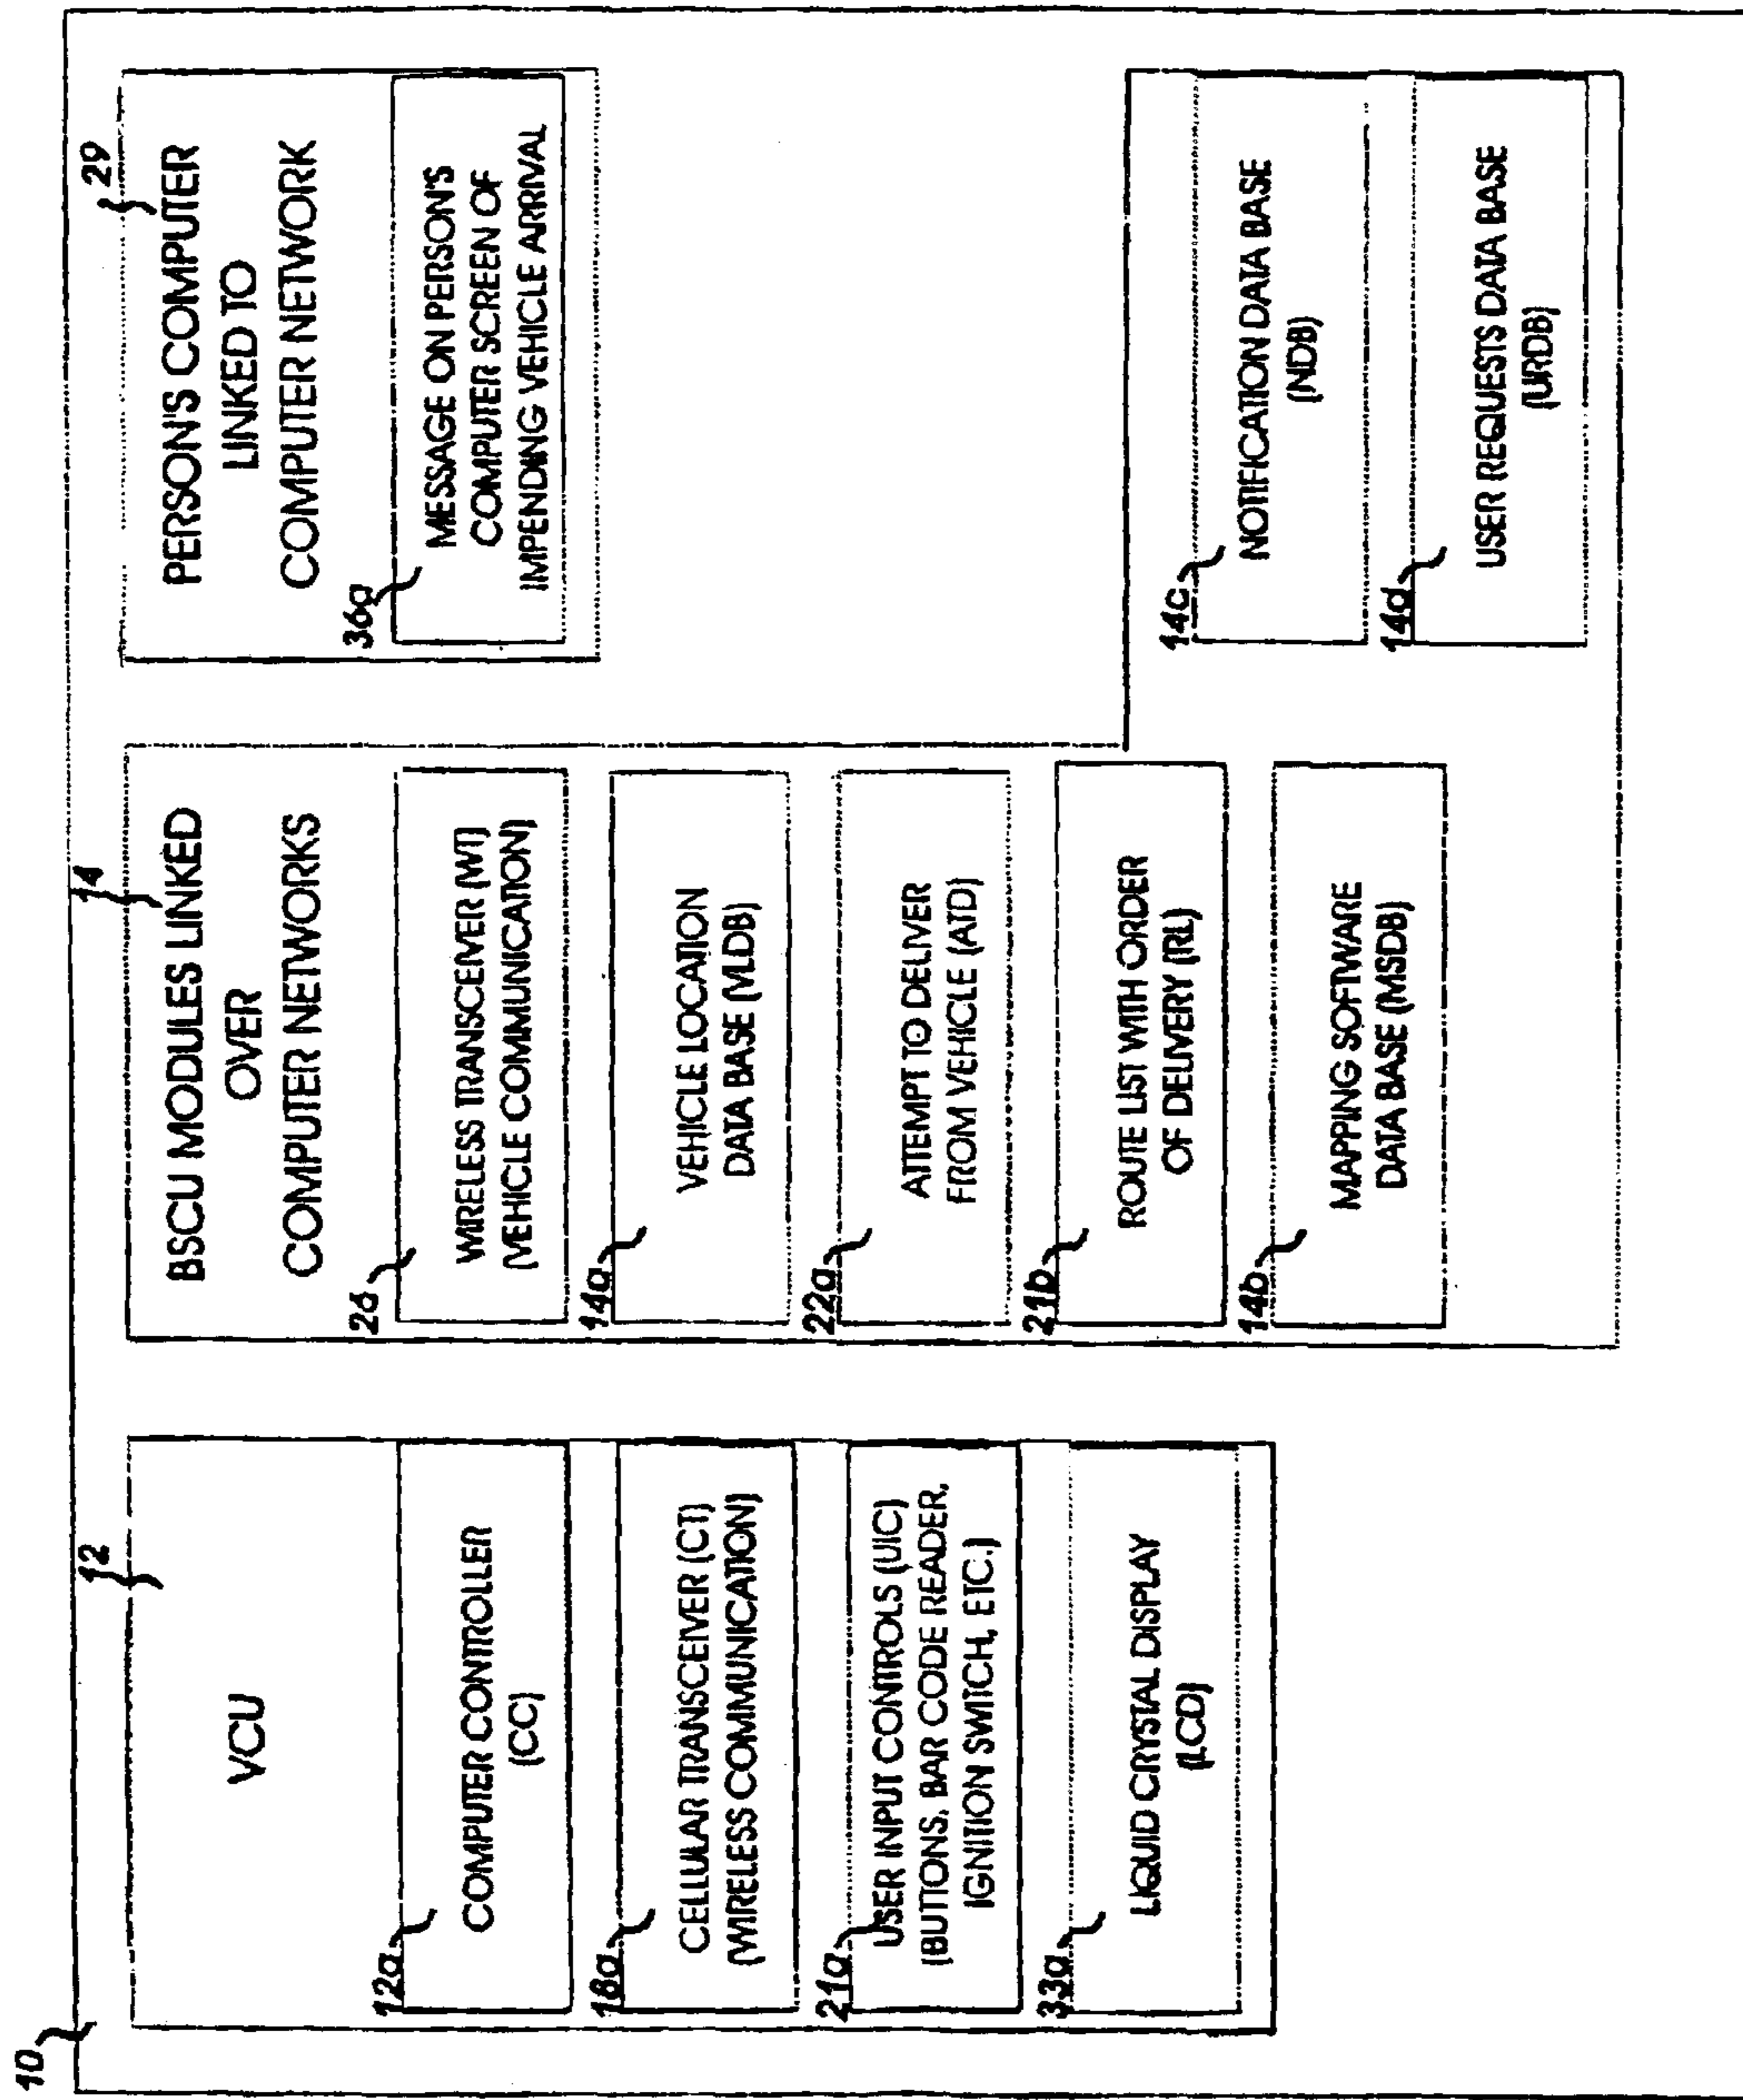 10
12
VCU
12a
COMPUTER CONTROLLER
(CC)
18a
CELLULAR TRANSCEIVER (CT)
(WIRELESS COMMUNICATION)
21a
USER INPUT CONTROLS (UIC)
(BUTTONS, BAR CODE READER,
IGNITION SWITCH, ETC.)
33a
LIQUID CRYSTAL DISPLAY
(LCD)
14
BSCU MODULES LINKED
OVER
COMPUTER NETWORKS
26
WIRELESS TRANSCEIVER (WT)
(VEHICLE COMMUNICATION)
14a
VEHICLE LOCATION
DATA BASE (VLDB)
22a
ATTEMPT TO DELIVER
FROM VEHICLE (ATD)
21b
ROUTE LIST WITH ORDER
OF DELIVERY (RL)
14b
MAPPING SOFTWARE
DATA BASE (MSDB)
29
PERSON'S COMPUTER
LINKED TO
COMPUTER NETWORK
36a
MESSAGE ON PERSON'S
COMPUTER SCREEN OF
IMPENDING VEHICLE ARRIVAL
14c
NOTIFICATION DATA BASE
(NDB)
14d
USER REQUESTS DATA BASE
(URDB)